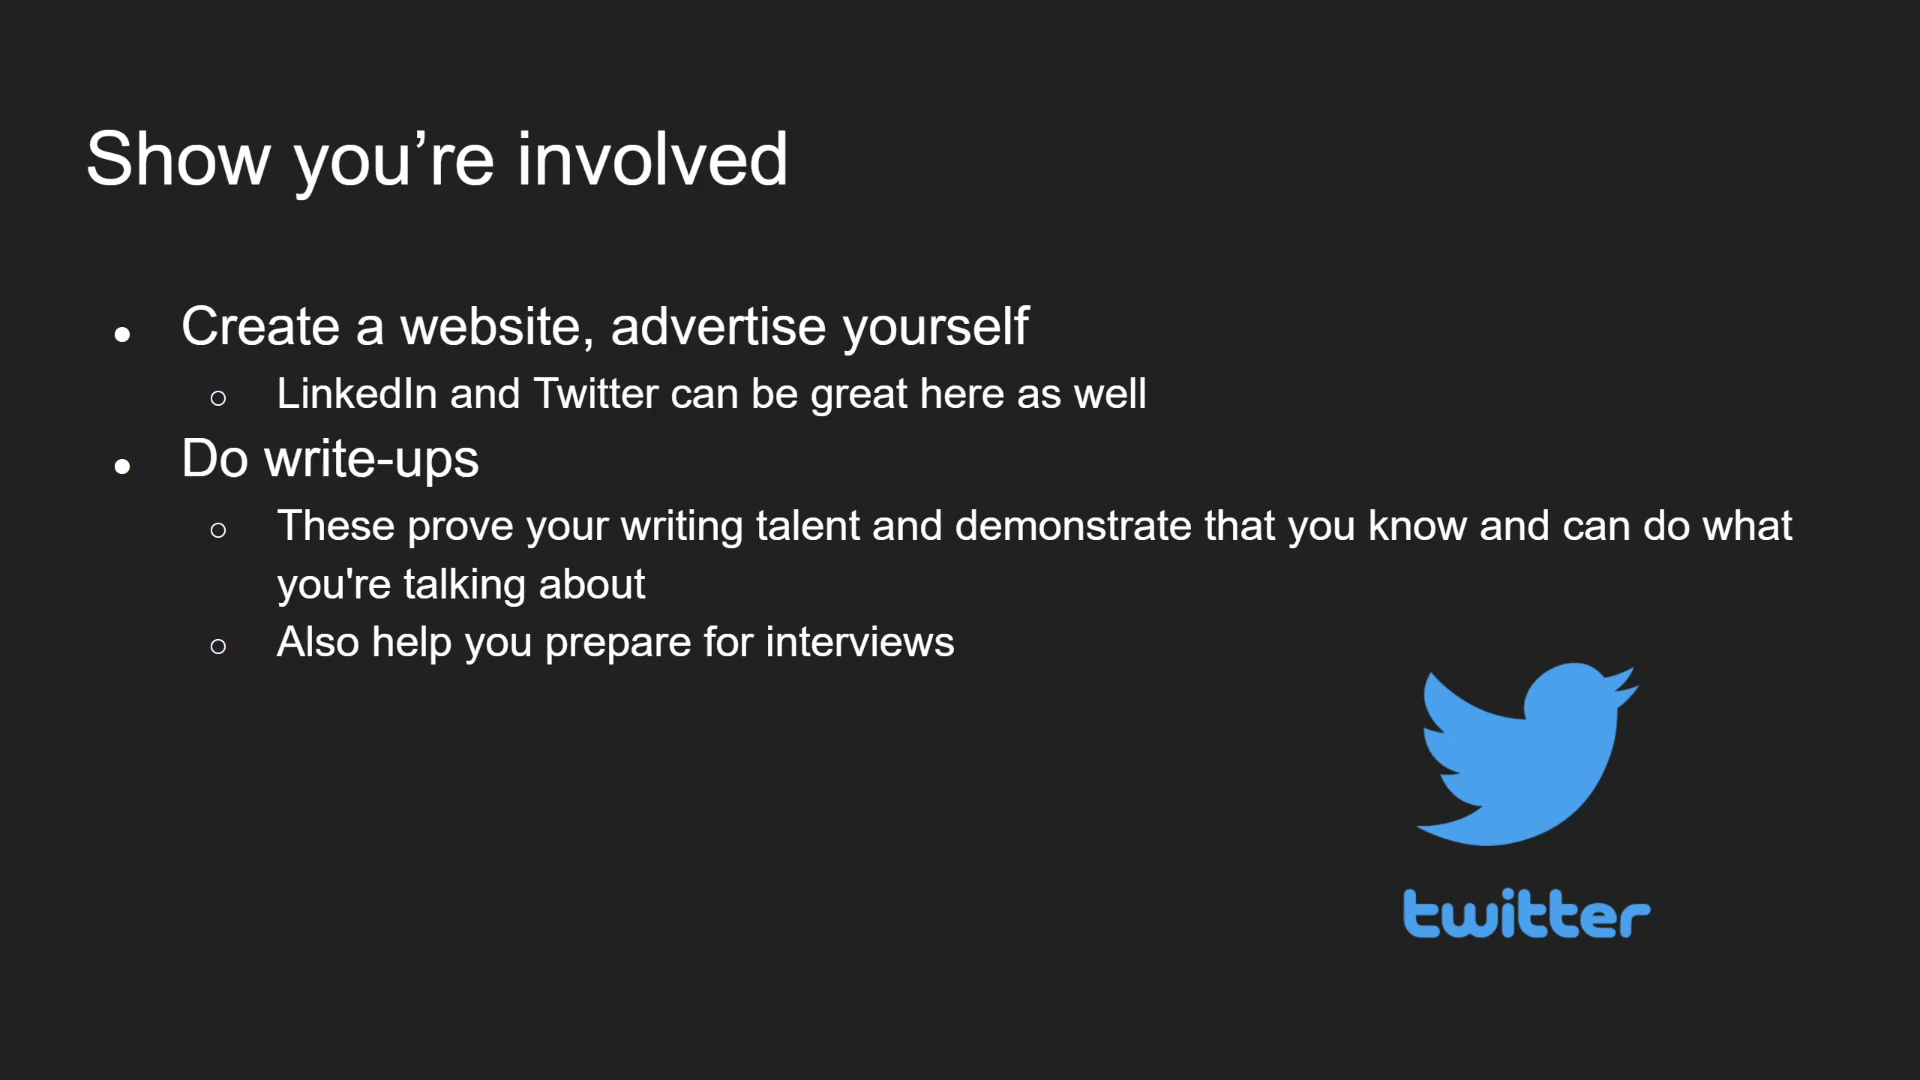 Show you’re involved
● Create a website, advertise yourself
○ LinkedIn and Twitter can be great here as well
● Do write-ups
○ These prove your writing talent and demonstrate that you know and can do what
you're talking about
○ Also help you prepare for interviews
twitter